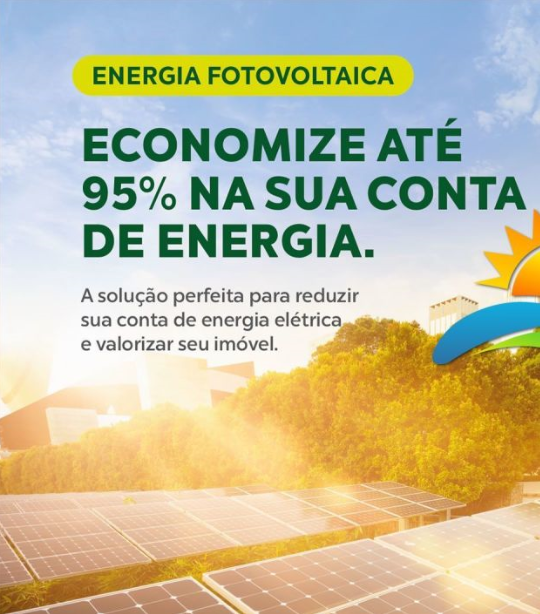 ENERGIA FOTOVOLTAICA
ECONOMIZE ATÉ
95% NA SUA CONTA
DE ENERGIA.
A solução perfeita para reduzir
sua conta de energia elétrica
e valorizar seu imóvel.